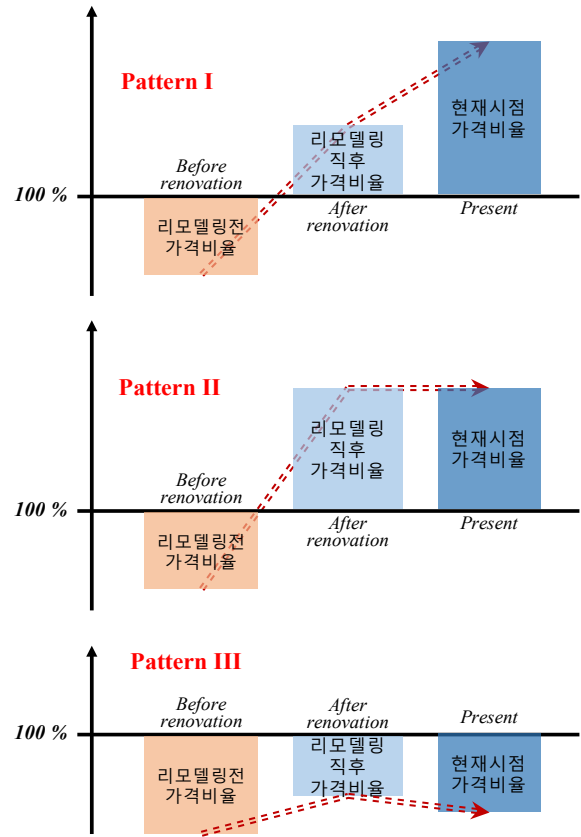 Pattern I
현재시점
가격비율
리모델링
직후
가격비율
Before
renovation
100 %
After
renovation
Present
리모델링전
가격비율
Pattern II
리모델링
직후
가격비율
현재시점
가격비율
Before
renovation
100 %
After
renovation
Present
리모델링전
가격비율
Pattern III
Before
renovation
After
renovation
Present
100 %
리모델링전
가격비율
리모델링
직후
가격비율
현재시점
가격비율